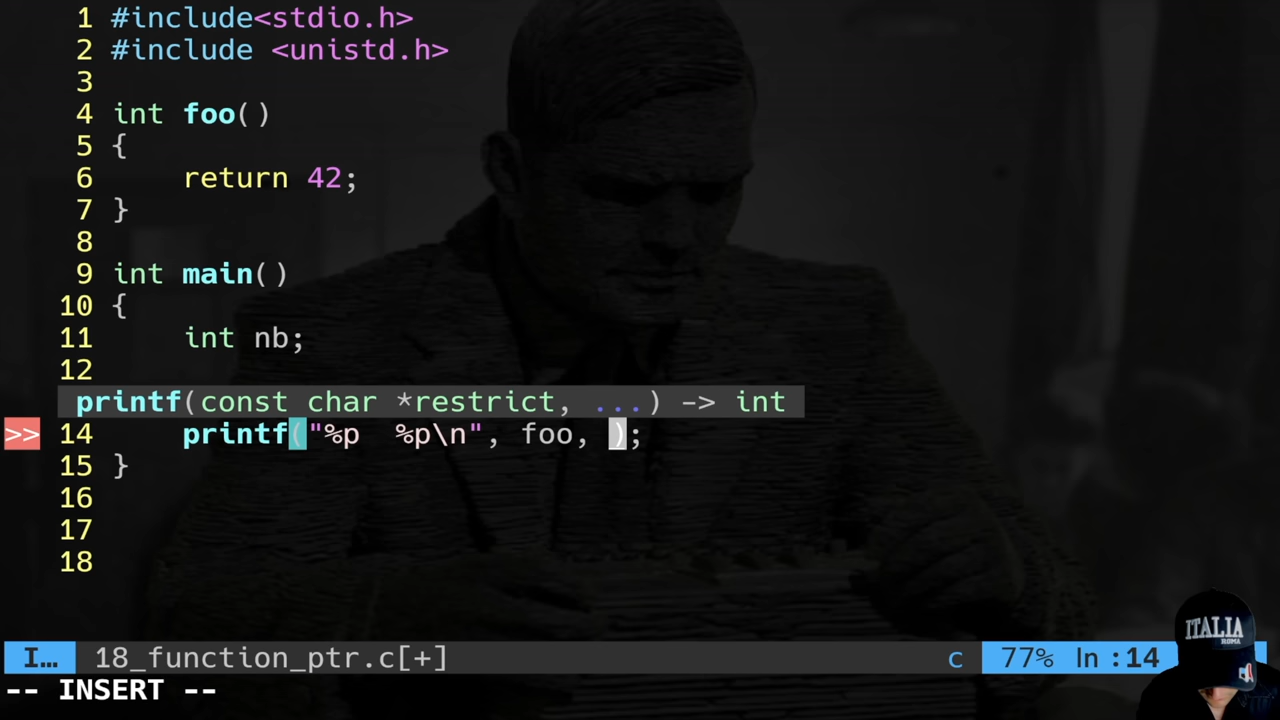 1 #include<stdio.h>
2 #include <unistd.h>
3
4 int foo()
5 {
6     return 42;
7 }
8
9 int main()
10 {
11     int nb;
12
printf(const char *restrict, ...) -> int
>> 14     printf("%p  %p\n", foo, );
15 }
16
17
18
I… 18_function_ptr.c[+] c 77% ln :14
-- INSERT --
ITALIA
ROMA